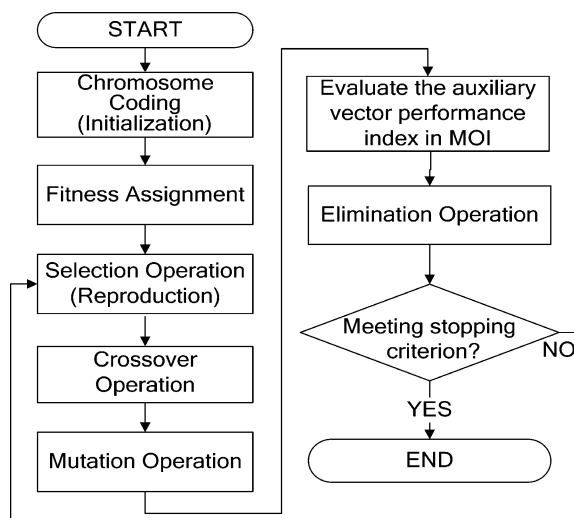 START
Chromosome
Coding
(Initialization)
Fitness Assignment
Selection Operation
(Reproduction)
Crossover
Operation
Mutation Operation
Evaluate the auxiliary
vector performance
index in MOI
Elimination Operation
Meeting stopping
criterion?
NO
YES
END